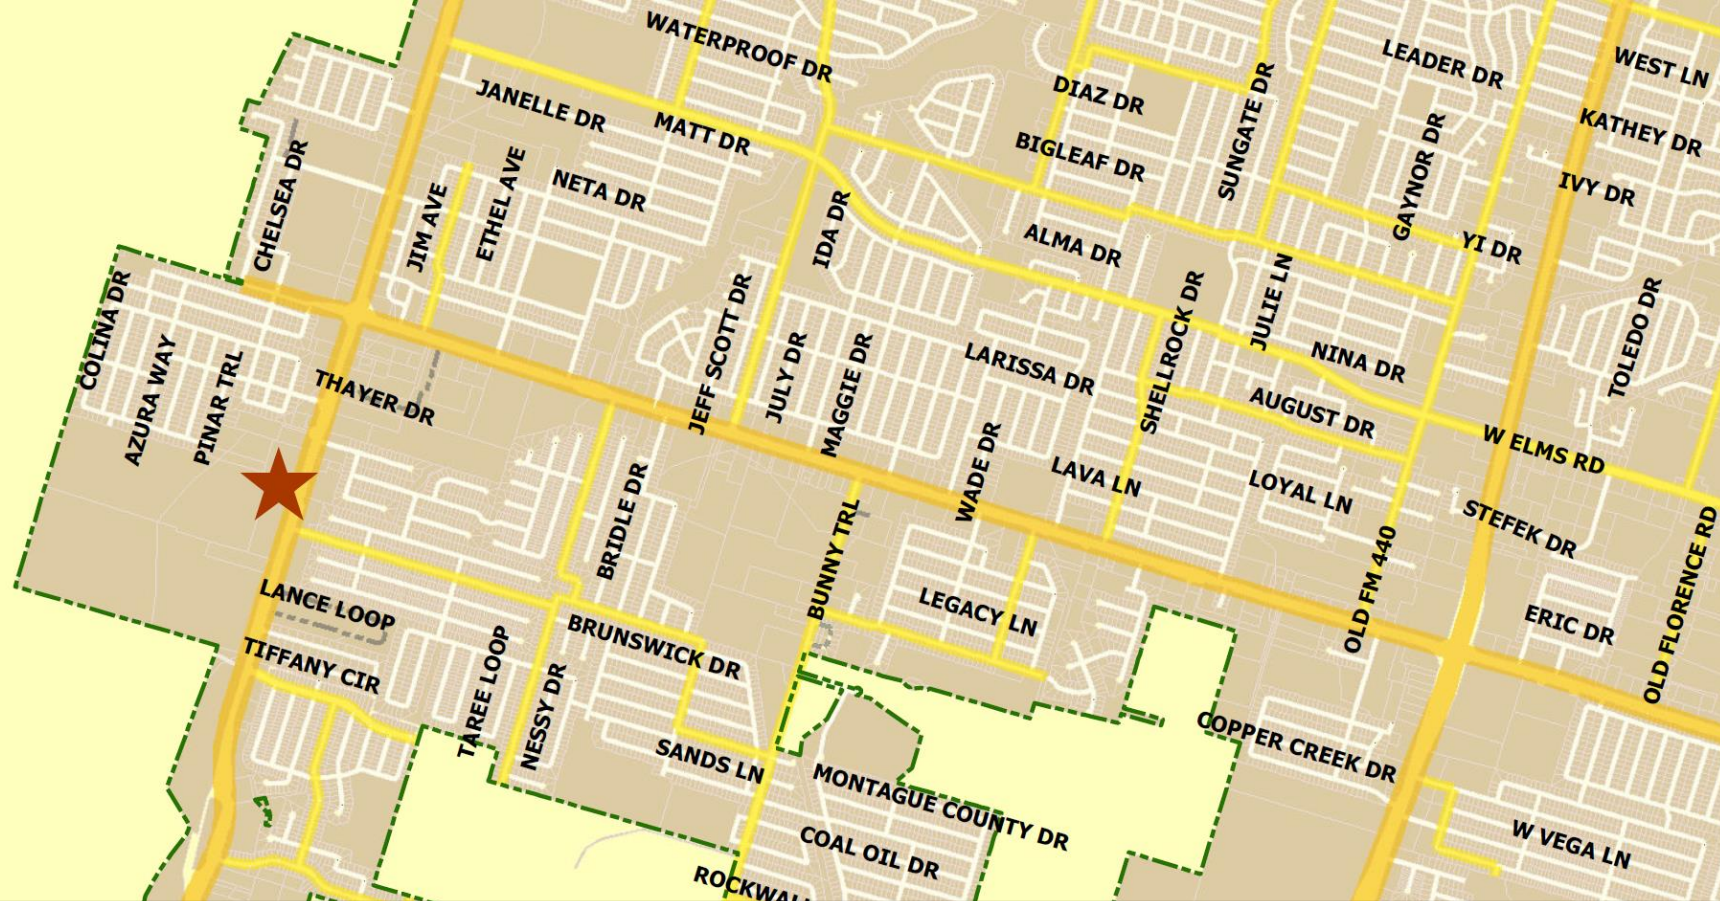 WATERPROOF DR
LEADER DR
WEST LN
JANELLE DR
MATT DR
DIAZ DR
SUNGATE DR
KATHEY DR
CHELSEA DR
JIM AVE
ETHEL AVE
NETA DR
BIGLEAF DR
GAYNOR DR
IVY DR
IDA DR
ALMA DR
YI DR
COLINA DR
AZURA WAY
PINAR TRL
THAYER DR
JEFF SCOTT DR
JULY DR
MAGGIE DR
LARISSA DR
SHELLROCK DR
JULIE LN
NINA DR
TOLEDO DR
AUGUST DR
W ELMS RD
BRIDLE DR
WADE DR
LAVA LN
LOYAL LN
STEFEK DR
BUNNY TRL
OLD FM 440
OLD FLORENCE RD
LANCE LOOP
LEGACY LN
ERIC DR
TIFFANY CIR
BRUNSWICK DR
TAREE LOOP
NESSY DR
SANDS LN
COPPER CREEK DR
MONTAGUE COUNTY DR
COAL OIL DR
W VEGA LN